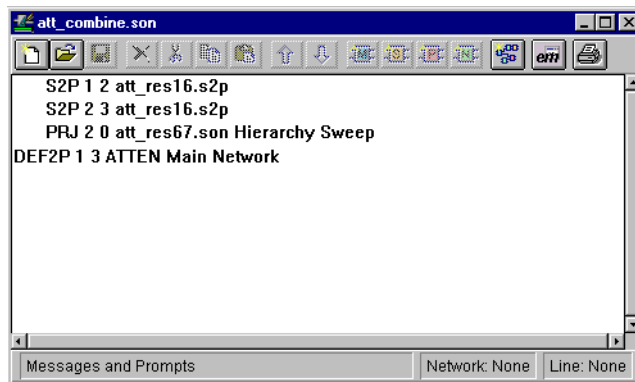 att_combine.son
em
S2P 1 2 att_res16.s2p
S2P 2 3 att_res16.s2p
PRJ 2 0 att_res67.son Hierarchy Sweep
DEF2P 1 3 ATTEN Main Network
Messages and Prompts
Network: None
Line: None